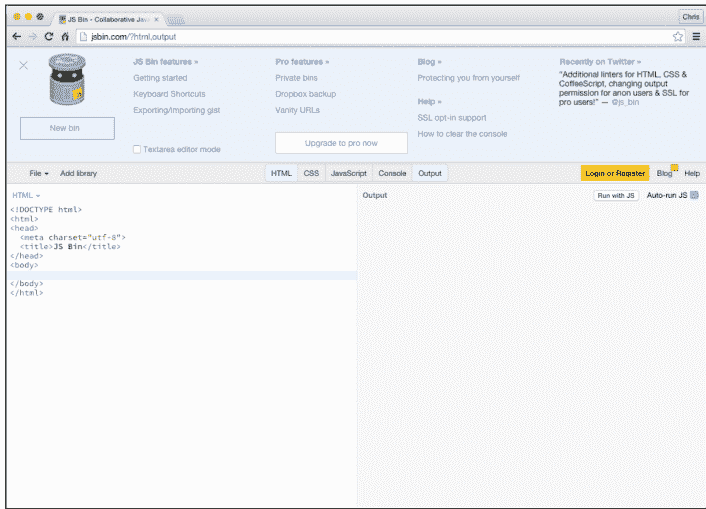 JS Bin - Collaborative Jav
Chris
jsbin.com/?html,output
JS Bin features »
Getting started
Keyboard Shortcuts
Exporting/importing gist
Textarea editor mode
Pro features »
Private bins
Dropbox backup
Vanity URLs
Upgrade to pro now
Blog »
Protecting you from yourself
Help »
SSL opt-in support
How to clear the console
Recently on Twitter »
"Additional linters for HTML, CSS &
CoffeeScript, changing output
permission for anon users & SSL for
pro users!" — @js_bin
New bin
File Add library
HTML CSS JavaScript Console Output
Login or Register Blog Help
HTML
<!DOCTYPE html>
<html>
<head>
<meta charset="utf-8">
<title>JS Bin</title>
</head>
<body>
</body>
</html>
Output
Run with JS Auto-run JS